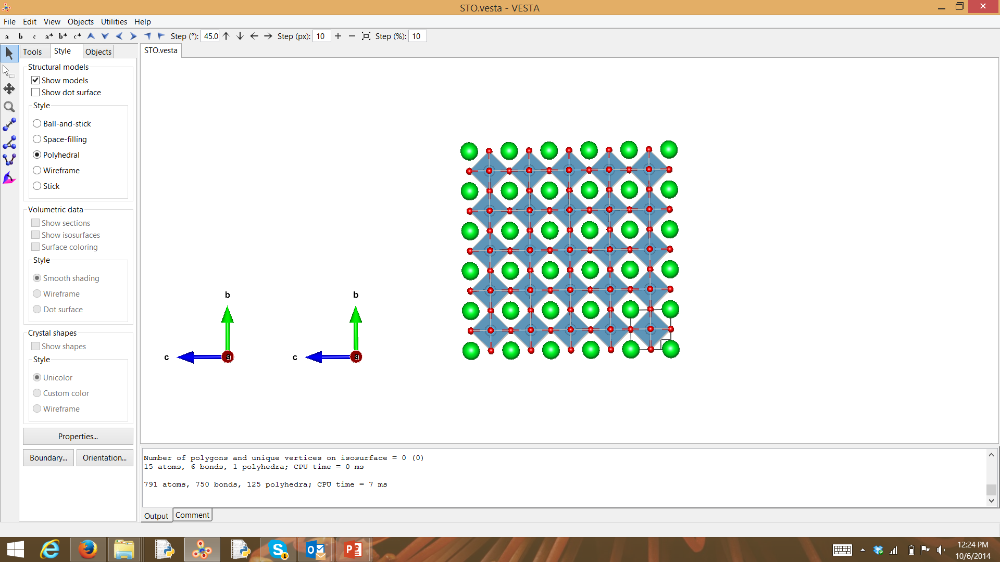 STO.vesta - VESTA
File Edit View Objects Utilities Help
a b c a* b* c* Step (°): 45.0 Step (px): 10 Step (%): 10
Tools Style Objects
STO.vesta
Structural models
Show models
Show dot surface
Style
Ball-and-stick
Space-filling
Polyhedral
Wireframe
Stick
Volumetric data
Show sections
Show isosurfaces
Surface coloring
Style
Smooth shading
Wireframe
Dot surface
Crystal shapes
Show shapes
Style
Unicolor
Custom color
Wireframe
Properties...
Boundary... Orientation...
b b
c a c a
Number of polygons and unique vertices on isosurface = 0 (0)
15 atoms, 6 bonds, 1 polyhedra; CPU time = 0 ms
791 atoms, 750 bonds, 125 polyhedra; CPU time = 7 ms
Output Comment
12:24 PM
10/6/2014